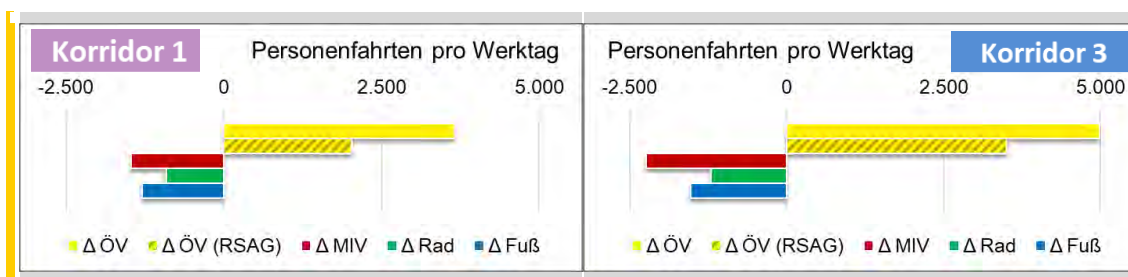 Korridor 1
Personenfahrten pro Werktag
-2.500 0 2.500 5.000
Δ ÖV Δ ÖV (RSAG) Δ MIV Δ Rad Δ Fuß
Personenfahrten pro Werktag
Korridor 3
-2.500 0 2.500 5.000
Δ ÖV Δ ÖV (RSAG) Δ MIV Δ Rad Δ Fuß